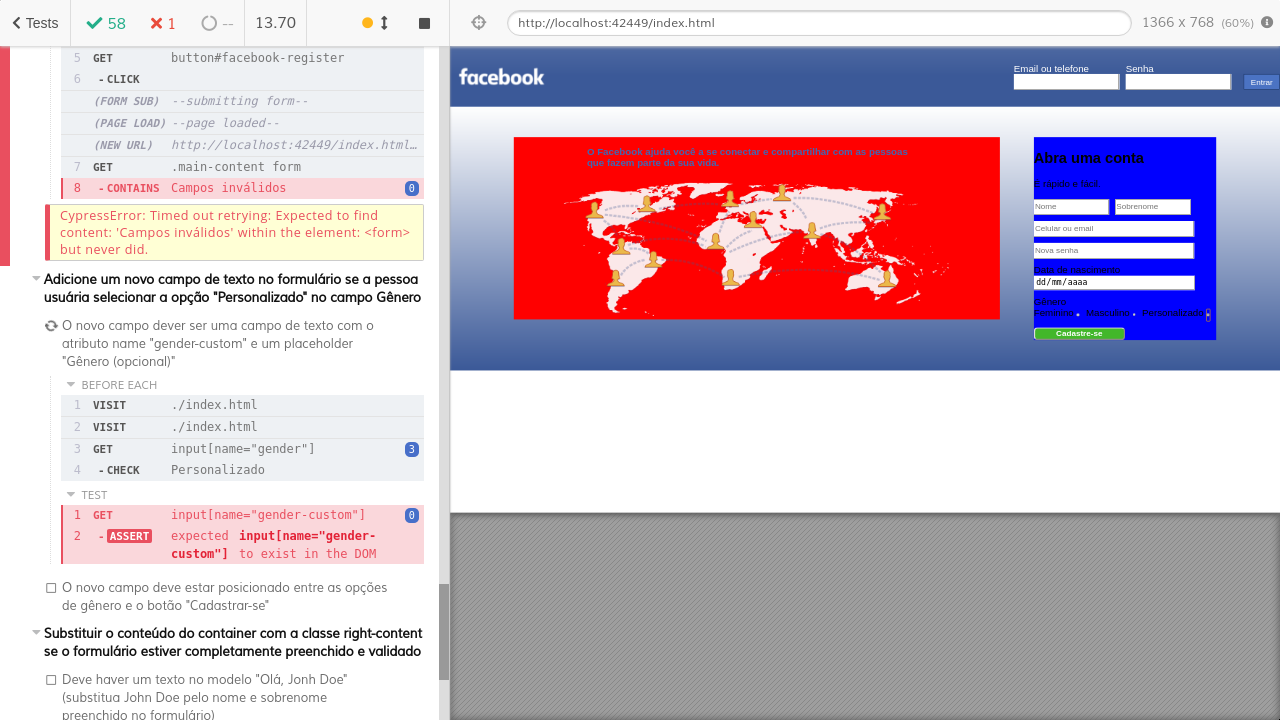 Tests
58
1
--
13.70
http://localhost:42449/index.html
1366 x 768 (60%)
5 GET button#facebook-register
6 - CLICK
(FORM SUB) --submitting form--
(PAGE LOAD) --page loaded--
(NEW URL) http://localhost:42449/index.html…
7 GET .main-content form
8 - CONTAINS Campos inválidos 0
CypressError: Timed out retrying: Expected to find
content: 'Campos inválidos' within the element: <form>
but never did.
Adicione um novo campo de texto no formulário se a pessoa
usuária selecionar a opção "Personalizado" no campo Gênero
O novo campo dever ser uma campo de texto com o
atributo name "gender-custom" e um placeholder
"Gênero (opcional)"
BEFORE EACH
1 VISIT ./index.html
2 VISIT ./index.html
3 GET input[name="gender"] 3
4 - CHECK Personalizado
TEST
1 GET input[name="gender-custom"] 0
2 - ASSERT expected input[name="gender-
custom"] to exist in the DOM
O novo campo deve estar posicionado entre as opções
de gênero e o botão "Cadastrar-se"
Substituir o conteúdo do container com a classe right-content
se o formulário estiver completamente preenchido e validado
Deve haver um texto no modelo "Olá, Jonh Doe"
(substitua John Doe pelo nome e sobrenome
preenchido no formulário)
facebook
Email ou telefone Senha
Entrar
O Facebook ajuda você a se conectar e compartilhar com as pessoas
que fazem parte da sua vida.
Abra uma conta
É rápido e fácil
Nome Sobrenome
Celular ou email
Nova senha
Data de nascimento
dd/mm/aaaa
Gênero
Feminino Masculino Personalizado
Cadastre-se